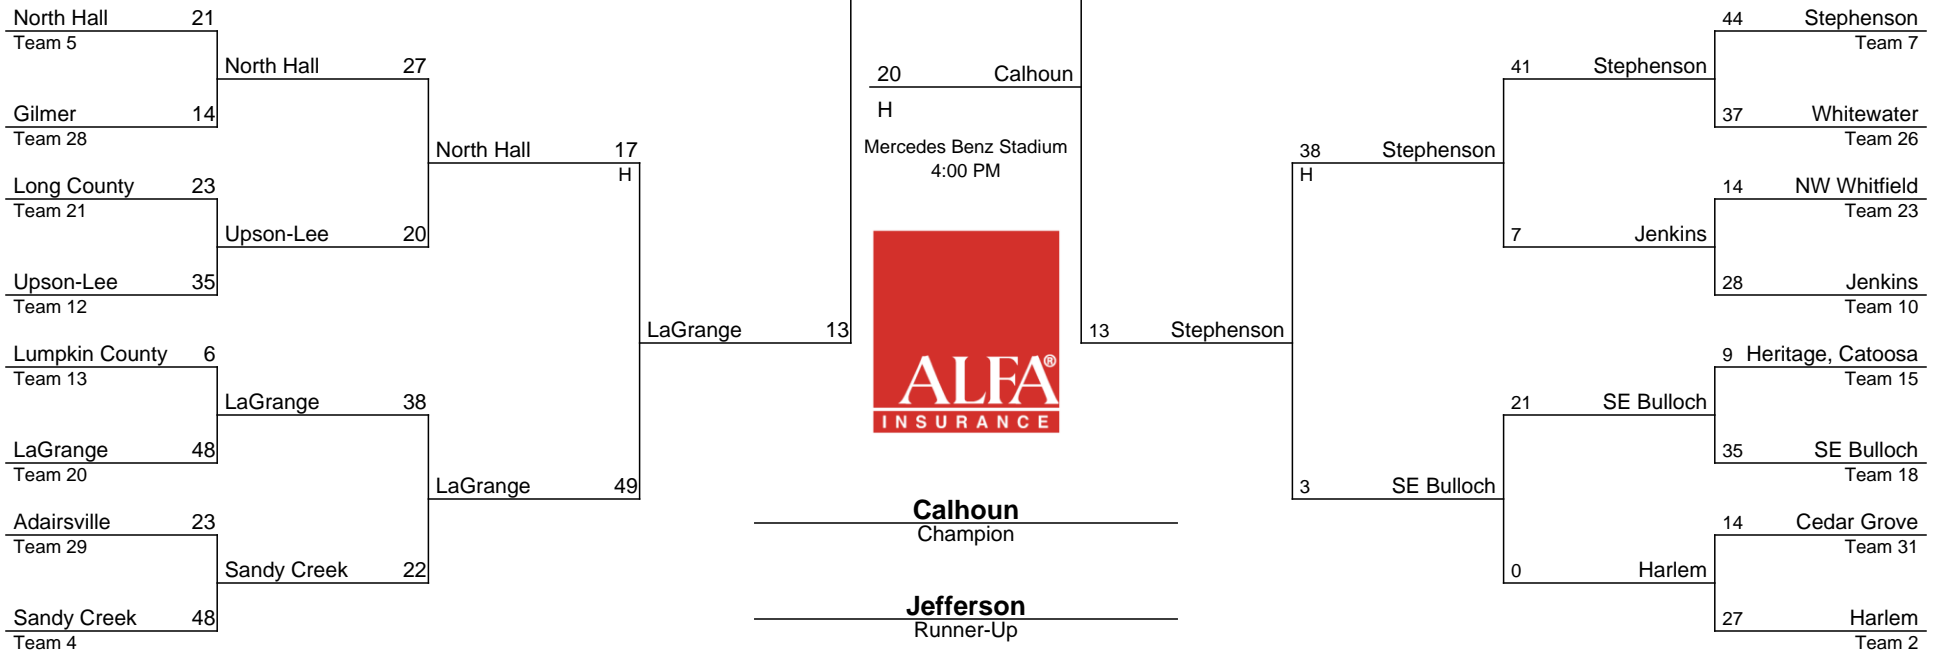 North Hall 21
Team 5
North Hall 27
Gilmer 14
Team 28
North Hall 17
H
Long County 23
Team 21
Upson-Lee 20
Upson-Lee 35
Team 12
LaGrange 13
Lumpkin County 6
Team 13
LaGrange 38
LaGrange 48
Team 20
LaGrange 49
Adairsville 23
Team 29
Sandy Creek 22
Sandy Creek 48
Team 4
20 Calhoun
H
Mercedes Benz Stadium
4:00 PM
ALFA®
INSURANCE
Calhoun
Champion
Jefferson
Runner-Up
44 Stephenson
Team 7
41 Stephenson
37 Whitewater
Team 26
38 Stephenson
H
14 NW Whitfield
Team 23
7 Jenkins
28 Jenkins
Team 10
13 Stephenson
9 Heritage, Catoosa
Team 15
21 SE Bulloch
35 SE Bulloch
Team 18
3 SE Bulloch
14 Cedar Grove
Team 31
0 Harlem
27 Harlem
Team 2